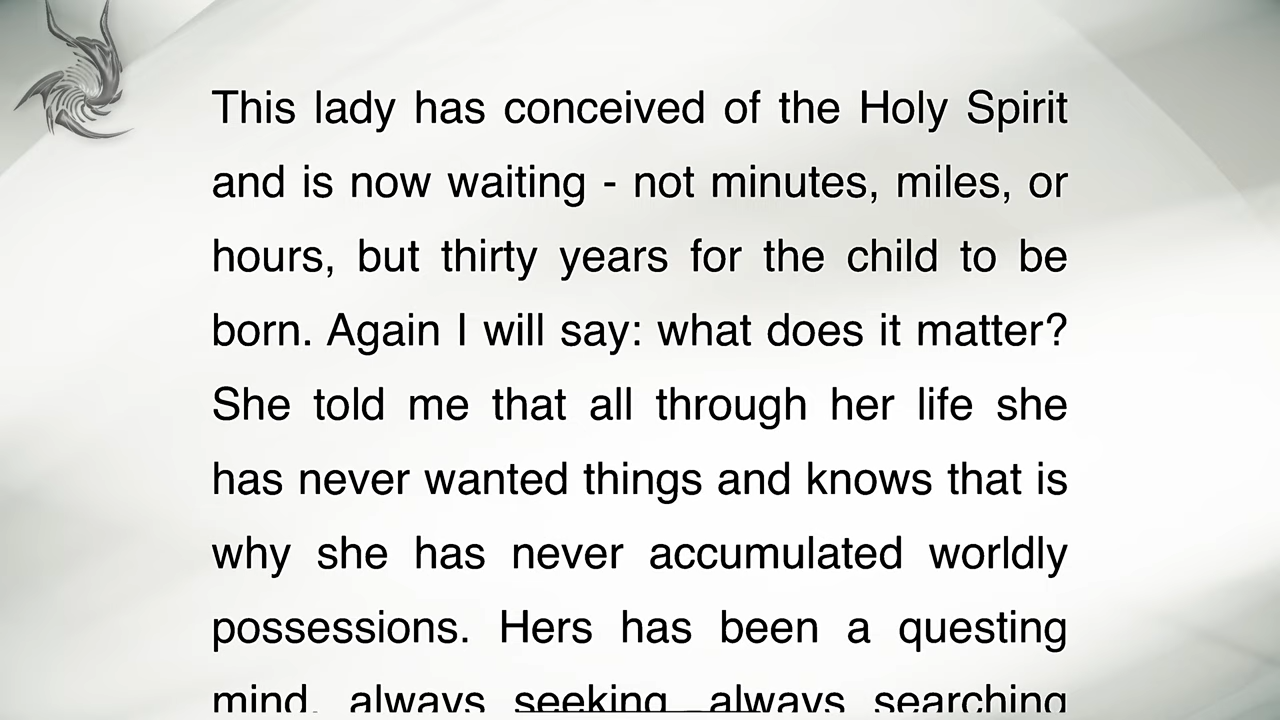 This lady has conceived of the Holy Spirit
and is now waiting - not minutes, miles, or
hours, but thirty years for the child to be
born. Again I will say: what does it matter?
She told me that all through her life she
has never wanted things and knows that is
why she has never accumulated worldly
possessions. Hers has been a questing
mind, always seeking, always searching